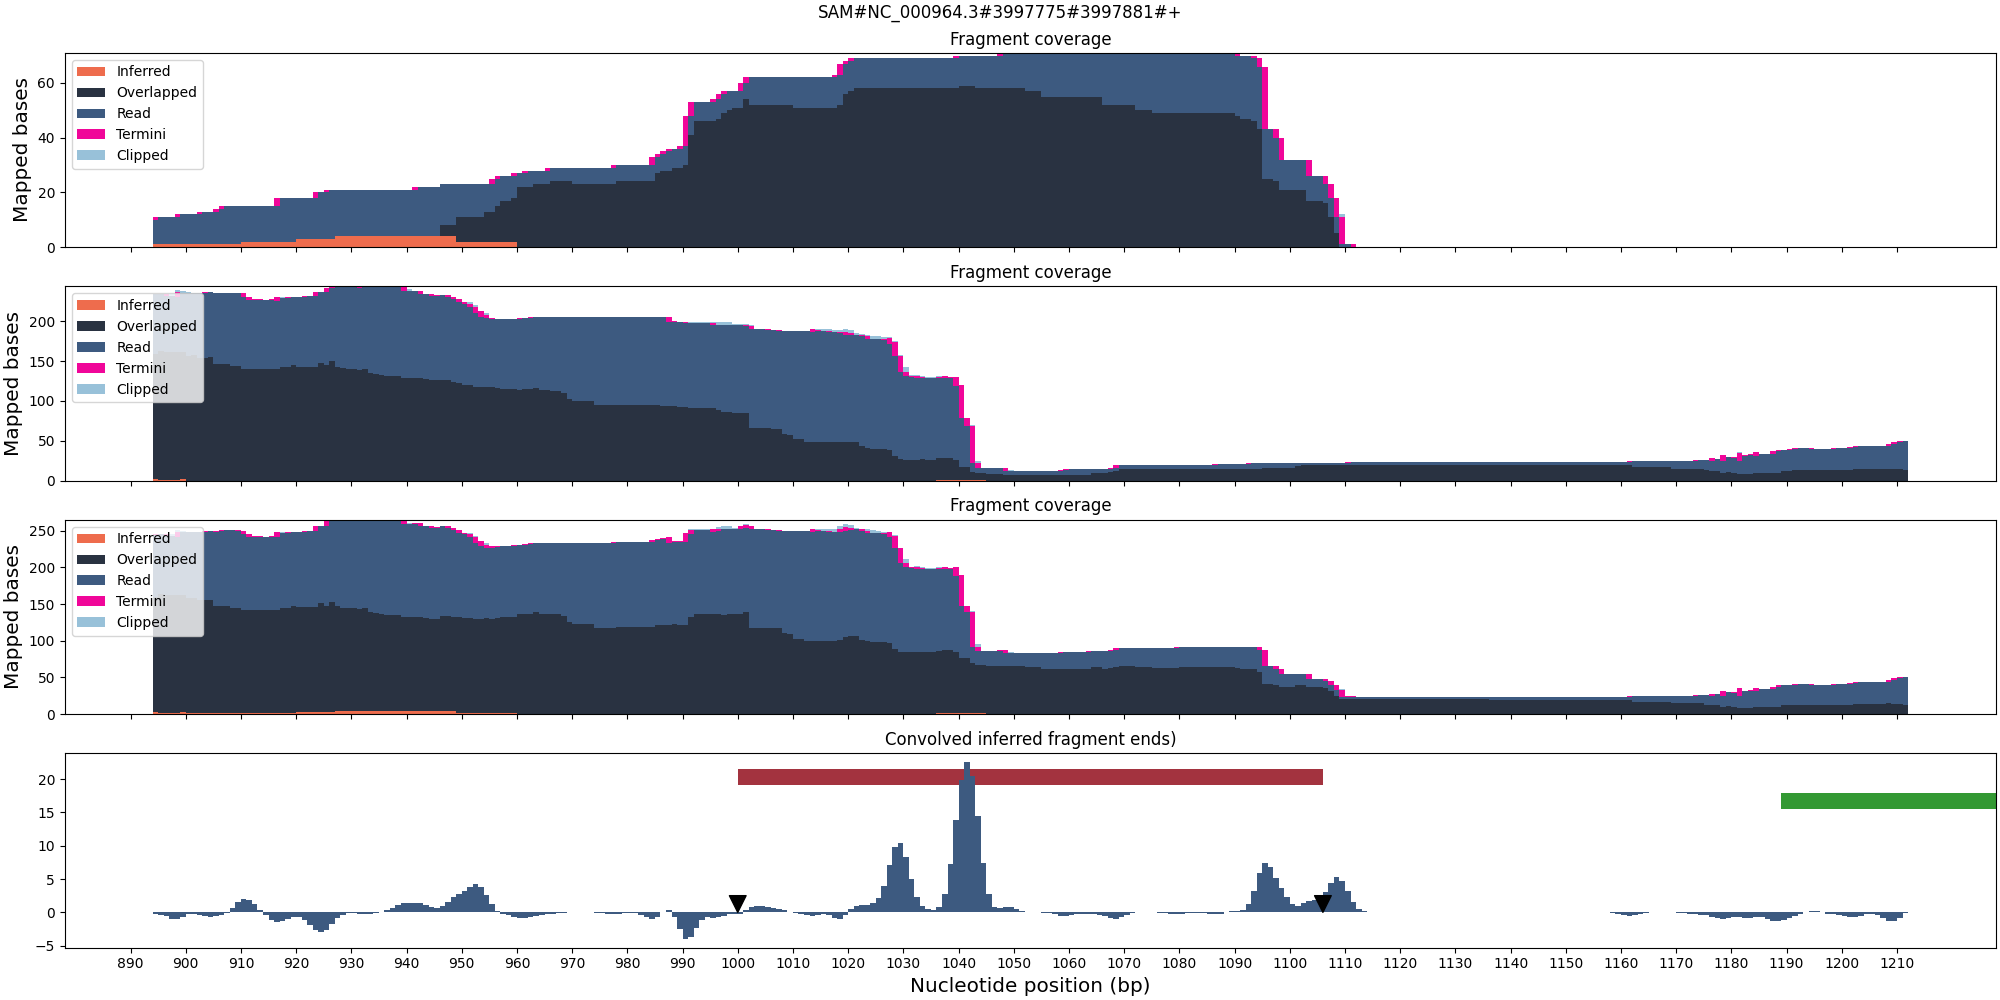 SAM#NC_000964.3#3997775#3997881#+
Fragment coverage
Mapped bases
60
40
20
0
Inferred
Overlapped
Read
Termini
Clipped
Fragment coverage
Mapped bases
200
150
100
50
0
Inferred
Overlapped
Read
Termini
Clipped
Fragment coverage
Mapped bases
250
200
150
100
50
0
Inferred
Overlapped
Read
Termini
Clipped
Convolved inferred fragment ends)
20
15
10
5
0
−5
890 900 910 920 930 940 950 960 970 980 990 1000 1010 1020 1030 1040 1050 1060 1070 1080 1090 1100 1110 1120 1130 1140 1150 1160 1170 1180 1190 1200 1210
Nucleotide position (bp)